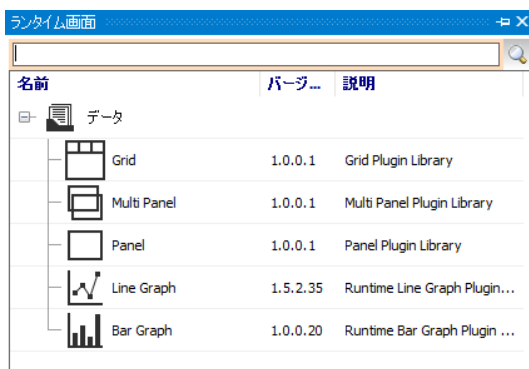 ランタイム画面
名前 バージ... 説明
データ
Grid 1.0.0.1 Grid Plugin Library
Multi Panel 1.0.0.1 Multi Panel Plugin Library
Panel 1.0.0.1 Panel Plugin Library
Line Graph 1.5.2.35 Runtime Line Graph Plugin...
Bar Graph 1.0.0.20 Runtime Bar Graph Plugin ...